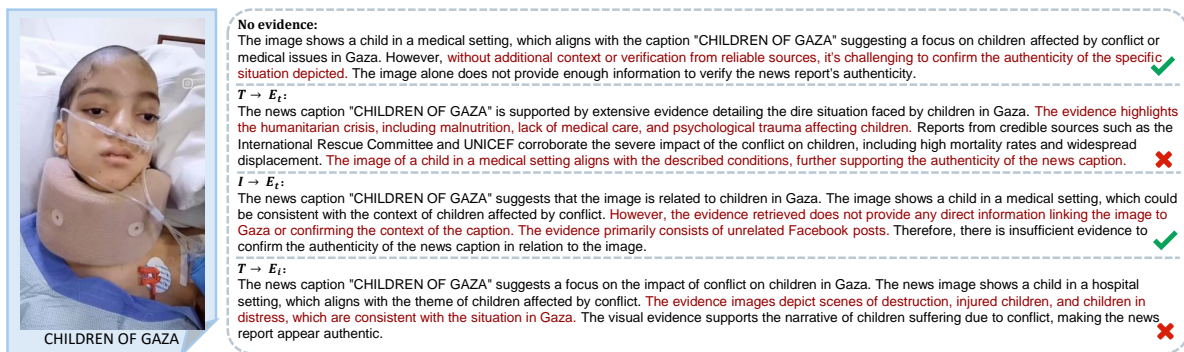 CHILDREN OF GAZA
No evidence:
The image shows a child in a medical setting, which aligns with the caption "CHILDREN OF GAZA" suggesting a focus on children affected by conflict or
medical issues in Gaza. However, without additional context or verification from reliable sources, it's challenging to confirm the authenticity of the specific
situation depicted. The image alone does not provide enough information to verify the news report's authenticity.
T → Eₜ:
The news caption "CHILDREN OF GAZA" is supported by extensive evidence detailing the dire situation faced by children in Gaza. The evidence highlights
the humanitarian crisis, including malnutrition, lack of medical care, and psychological trauma affecting children. Reports from credible sources such as the
International Rescue Committee and UNICEF corroborate the severe impact of the conflict on children, including high mortality rates and widespread
displacement. The image of a child in a medical setting aligns with the described conditions, further supporting the authenticity of the news caption.
I → Eₜ:
The news caption "CHILDREN OF GAZA" suggests that the image is related to children in Gaza. The image shows a child in a medical setting, which could
be consistent with the context of children affected by conflict. However, the evidence retrieved does not provide any direct information linking the image to
Gaza or confirming the context of the caption. The evidence primarily consists of unrelated Facebook posts. Therefore, there is insufficient evidence to
confirm the authenticity of the news caption in relation to the image.
T → Eᵢ:
The news caption "CHILDREN OF GAZA" suggests a focus on the impact of conflict on children in Gaza. The news image shows a child in a hospital
setting, which aligns with the theme of children affected by conflict. The evidence images depict scenes of destruction, injured children, and children in
distress, which are consistent with the situation in Gaza. The visual evidence supports the narrative of children suffering due to conflict, making the news
report appear authentic.